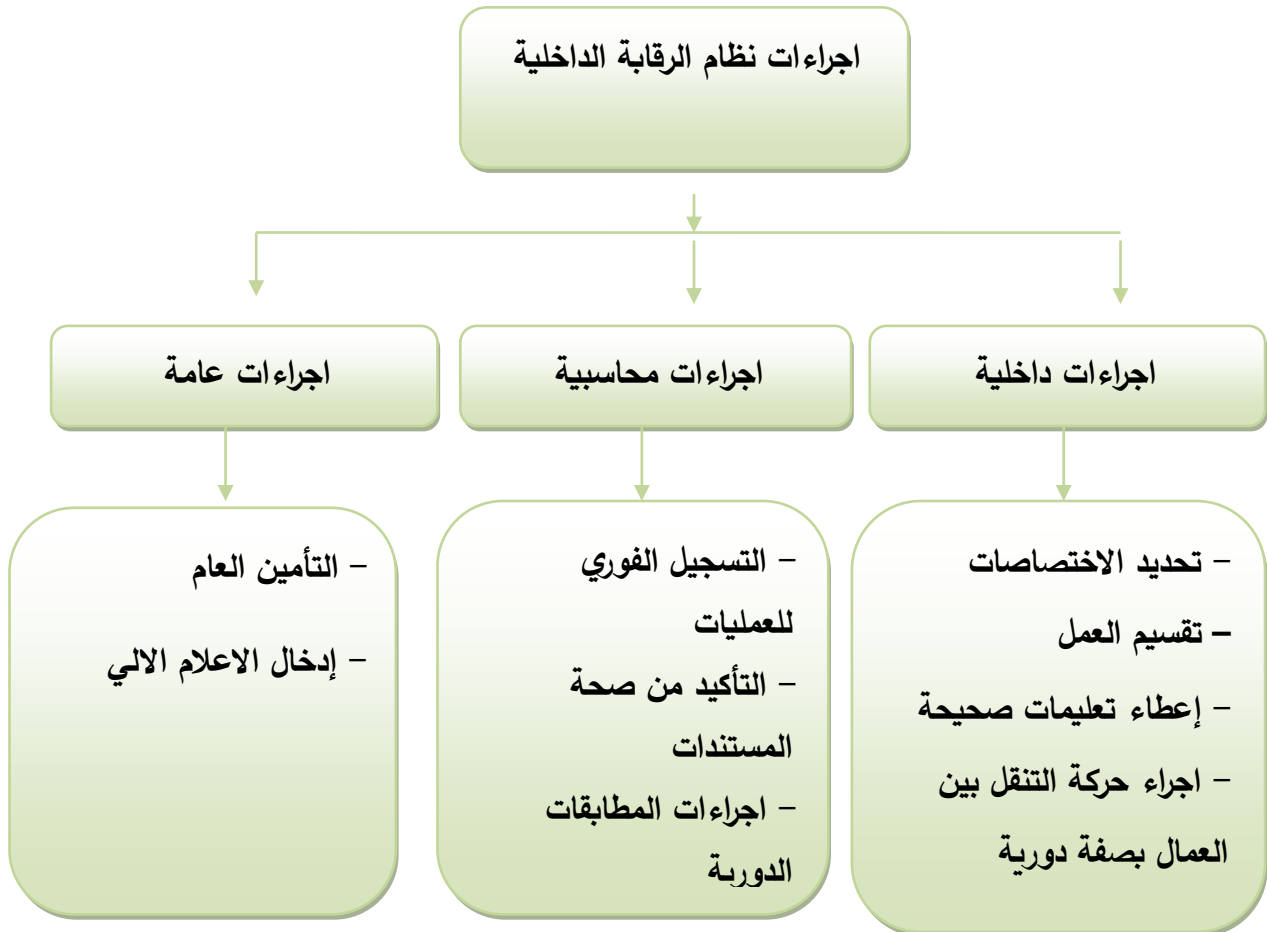 اجراءات نظام الرقابة الداخلية
اجراءات داخلية
اجراءات محاسبية
اجراءات عامة
– تحديد الاختصاصات
– تقسيم العمل
– إعطاء تعليمات صحيحة
– اجراء حركة التنقل بين
العمال بصفة دورية
– التسجيل الفوري
للعمليات
– التأكيد من صحة
المستندات
– اجراءات المطابقات
الدورية
– التأمين العام
– إدخال الاعلام الالي